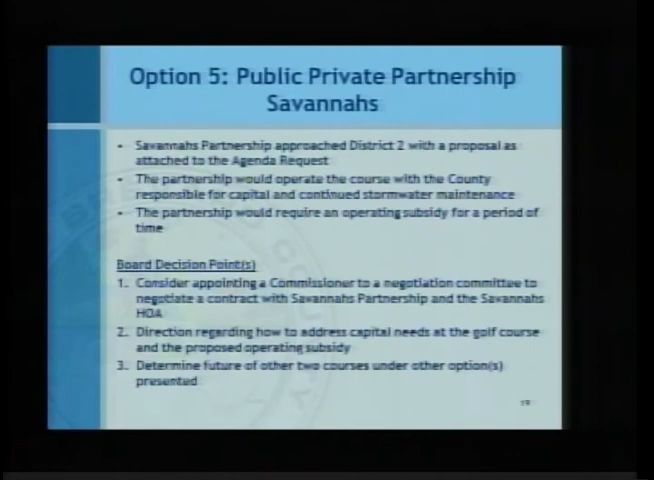 Option 5: Public Private Partnership
Savannahs
• Savannahs Partnership approached District 2 with a proposal as
attached to the Agenda Request
• The partnership would operate the course with the County
responsible for capital and continued stormwater maintenance
• The partnership would require an operating subsidy for a period of
time
Board Decision Point(s)
1. Consider appointing a Commissioner to a negotiation committee to
negotiate a contract with Savannahs Partnership and the Savannahs
HOA
2. Direction regarding how to address capital needs at the golf course
and the proposed operating subsidy
3. Determine future of other two courses under other option(s)
presented